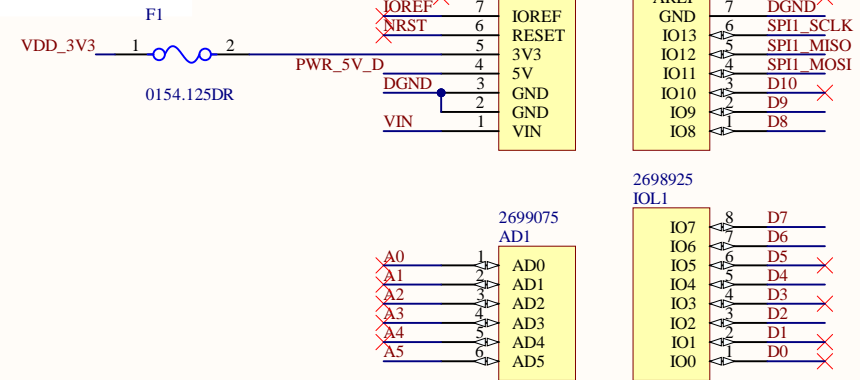 F1
VDD_3V3 1 2
0154.125DR
IOREF 7 IOREF
NRST 6 RESET
5 3V3
PWR_5V_D 4 5V
DGND 3 GND
2 GND
VIN 1 VIN
GND 7 DGND
IO13 6 SPI1_SCLK
IO12 5 SPI1_MISO
IO11 4 SPI1_MOSI
IO10 3 D10
IO9 2 D9
IO8 1 D8
2699075
AD1
A0 1 AD0
A1 2 AD1
A2 3 AD2
A3 4 AD3
A4 5 AD4
A5 6 AD5
2698925
IOL1
IO7 8 D7
IO6 7 D6
IO5 6 D5
IO4 5 D4
IO3 4 D3
IO2 3 D2
IO1 2 D1
IO0 1 D0